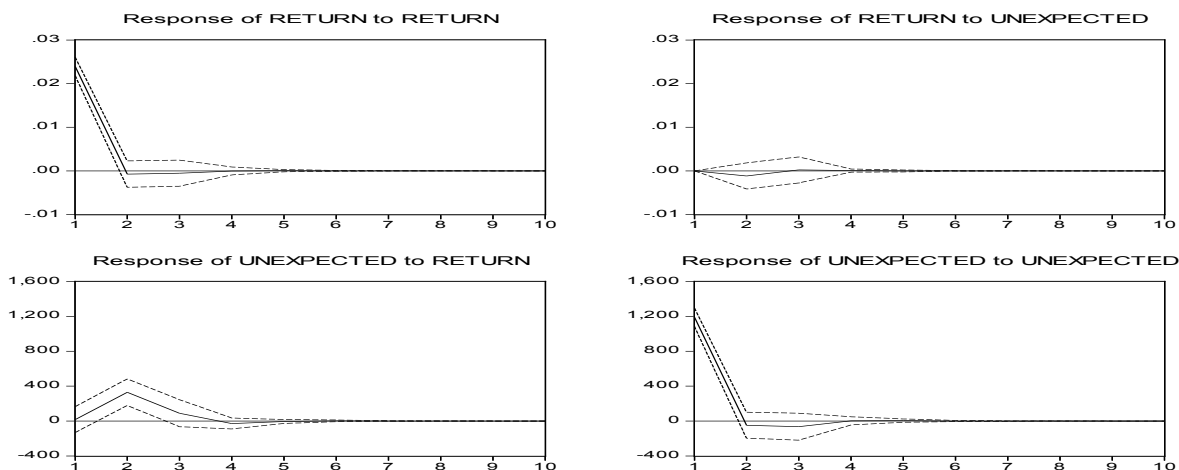 Response of RETURN to RETURN
.03
.02
.01
.00
-.01
1 2 3 4 5 6 7 8 9 10
Response of RETURN to UNEXPECTED
.03
.02
.01
.00
-.01
1 2 3 4 5 6 7 8 9 10
Response of UNEXPECTED to RETURN
1,600
1,200
800
400
0
-400
1 2 3 4 5 6 7 8 9 10
Response of UNEXPECTED to UNEXPECTED
1,600
1,200
800
400
0
-400
1 2 3 4 5 6 7 8 9 10